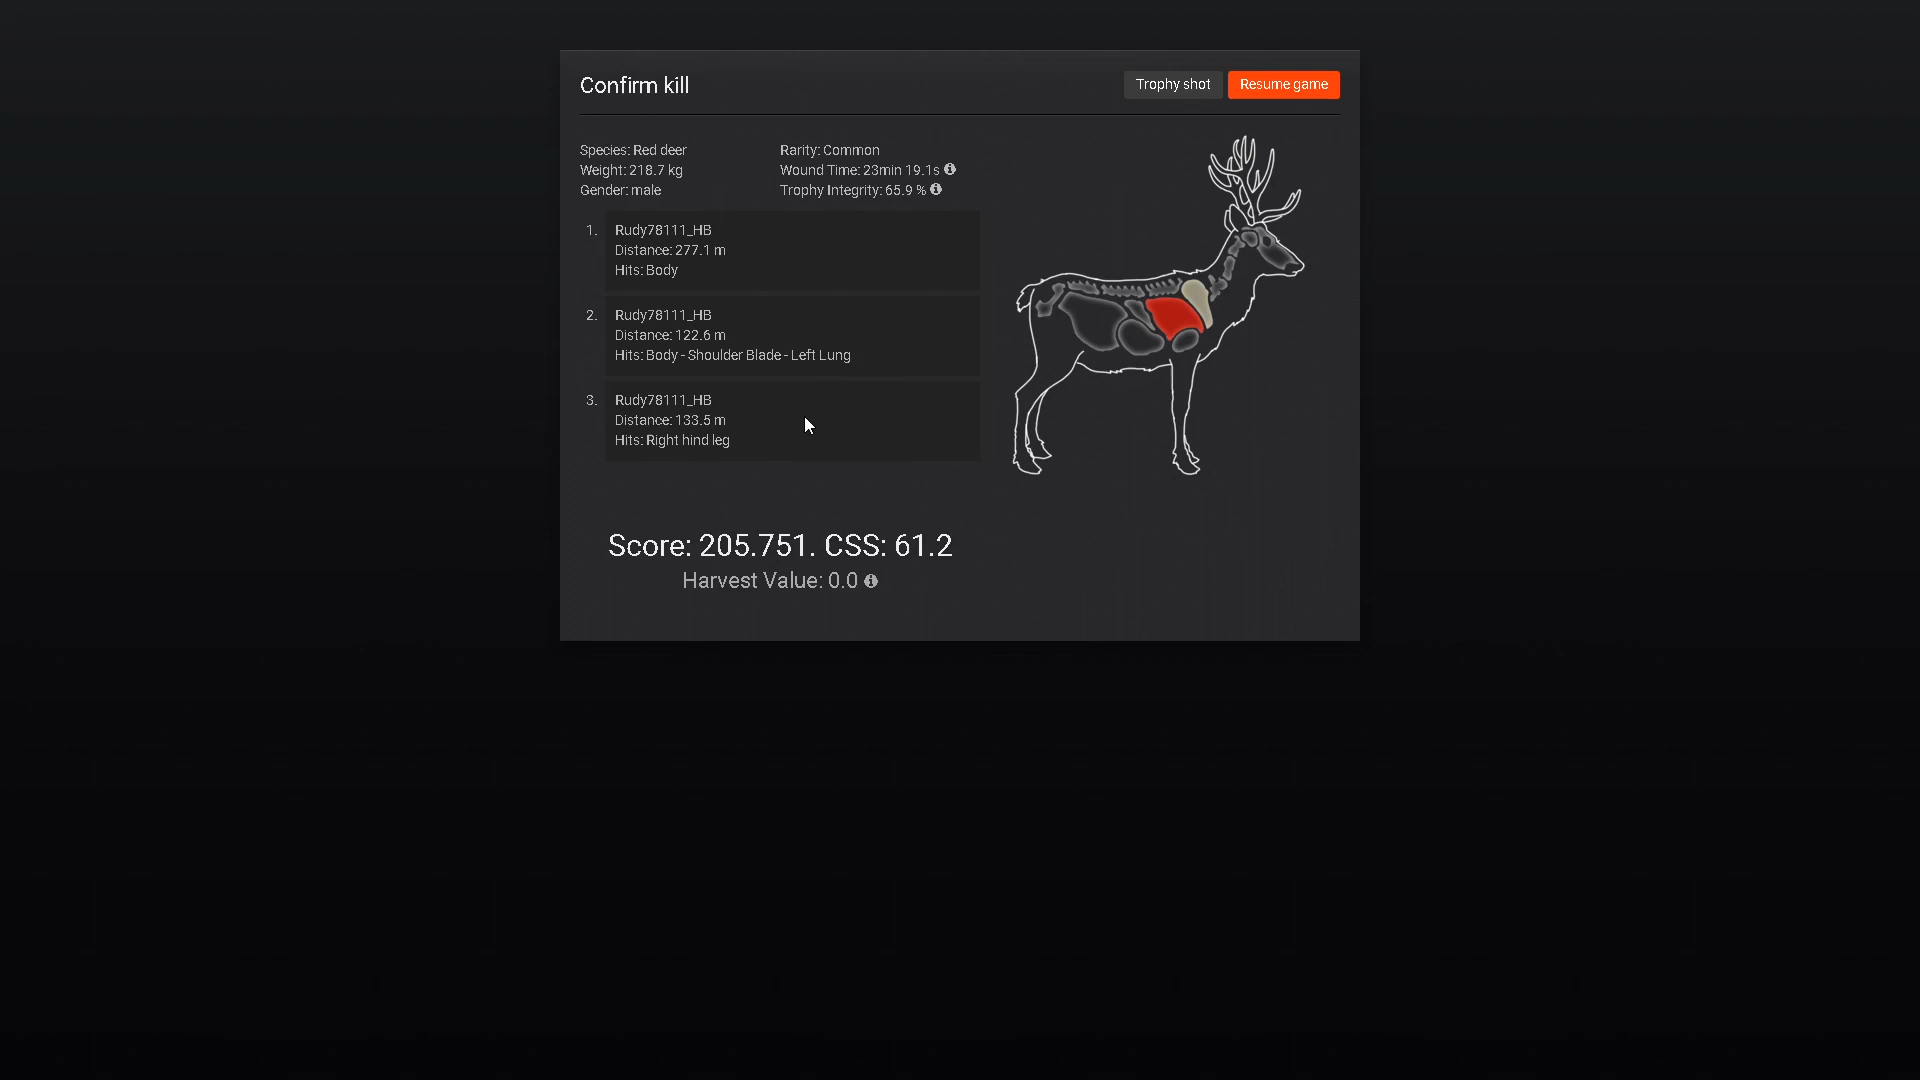 Confirm kill
Trophy shot
Resume game
Species: Red deer
Weight: 218.7 kg
Gender: male
Rarity: Common
Wound Time: 23min 19.1s
Trophy Integrity: 65.9 %
1.
Rudy78111_HB
Distance: 277.1 m
Hits: Body
2.
Rudy78111_HB
Distance: 122.6 m
Hits: Body - Shoulder Blade - Left Lung
3.
Rudy78111_HB
Distance: 133.5 m
Hits: Right hind leg
Score: 205.751. CSS: 61.2
Harvest Value: 0.0